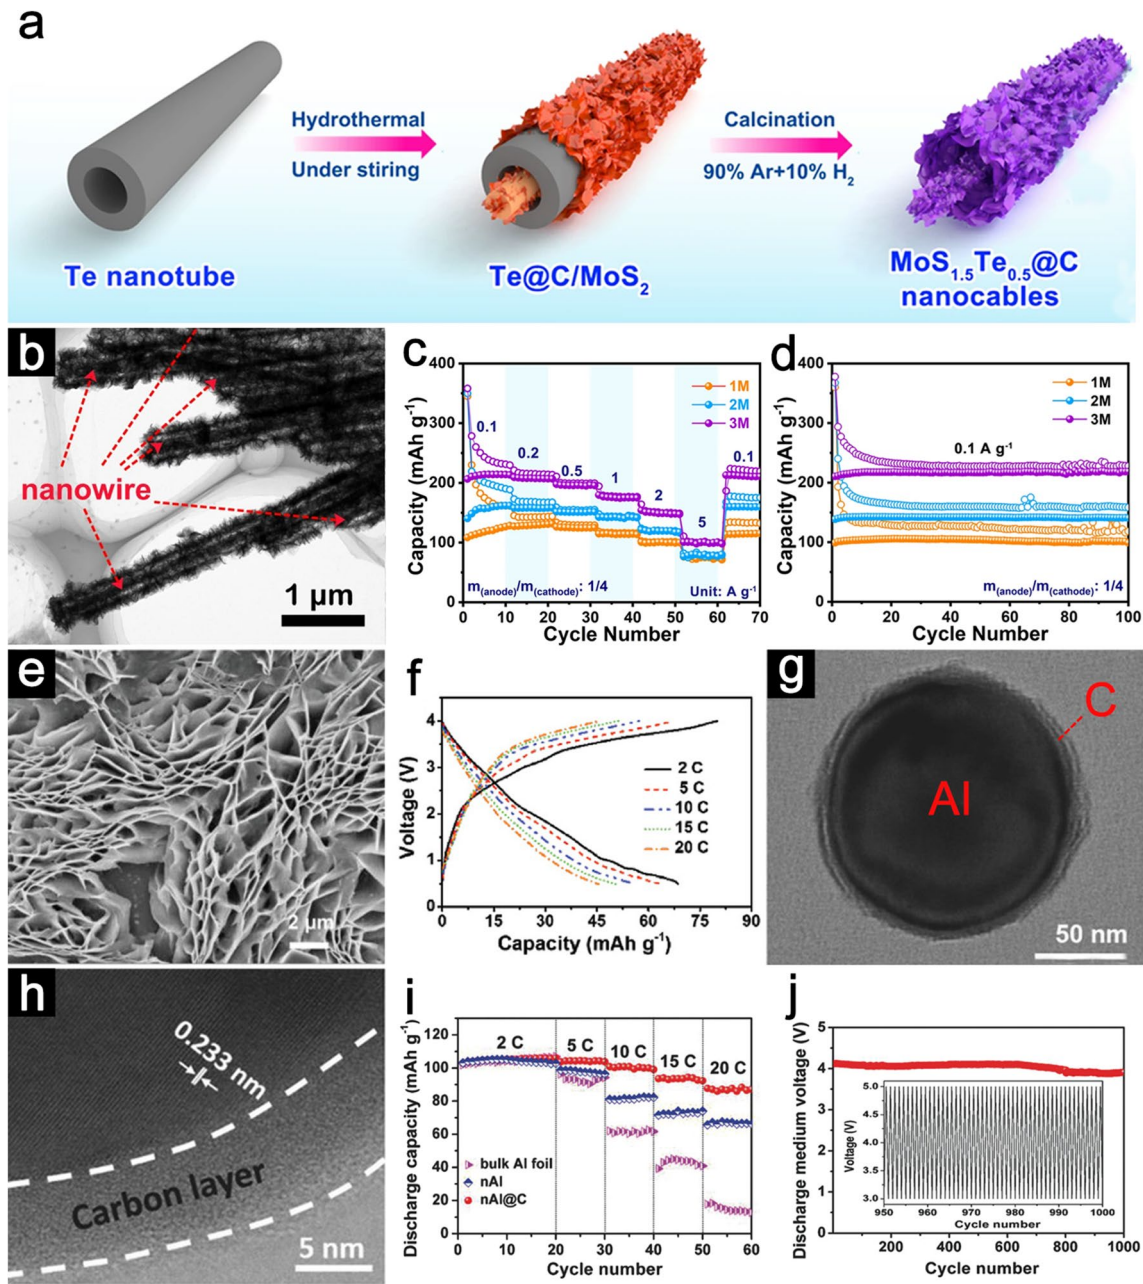 a
Hydrothermal
Under stiring
Calcination
90% Ar+10% H₂
Te nanotube
Te@C/MoS₂
MoS₁.₅Te₀.₅@C
nanocables
b
nanowire
1 μm
c
Capacity (mAh g⁻¹)
400
300
200
100
0
1M
2M
3M
0.1
0.2
0.5
1
2
5
0.1
m(anode)/m(cathode): 1/4
Unit: A g⁻¹
0 10 20 30 40 50 60 70
Cycle Number
d
Capacity (mAh g⁻¹)
400
300
200
100
0
1M
2M
3M
0.1 A g⁻¹
m(anode)/m(cathode): 1/4
0 20 40 60 80 100
Cycle Number
e
2 μm
f
Voltage (V)
4
3
2
1
0
2 C
5 C
10 C
15 C
20 C
0 15 30 45 60 75 90
Capacity (mAh g⁻¹)
g
C
Al
50 nm
h
0.233 nm
Carbon layer
5 nm
i
Discharge capacity (mAh g⁻¹)
120
100
80
60
40
20
0
2 C
5 C
10 C
15 C
20 C
bulk Al foil
nAl
nAl@C
0 10 20 30 40 50 60
Cycle number
j
Discharge medium voltage (V)
5
4
3
2
1
0
Voltage (V)
5.0
4.5
4.0
3.5
3.0
950 960 970 980 990 1000
Cycle number
200 400 600 800 1000
Cycle number